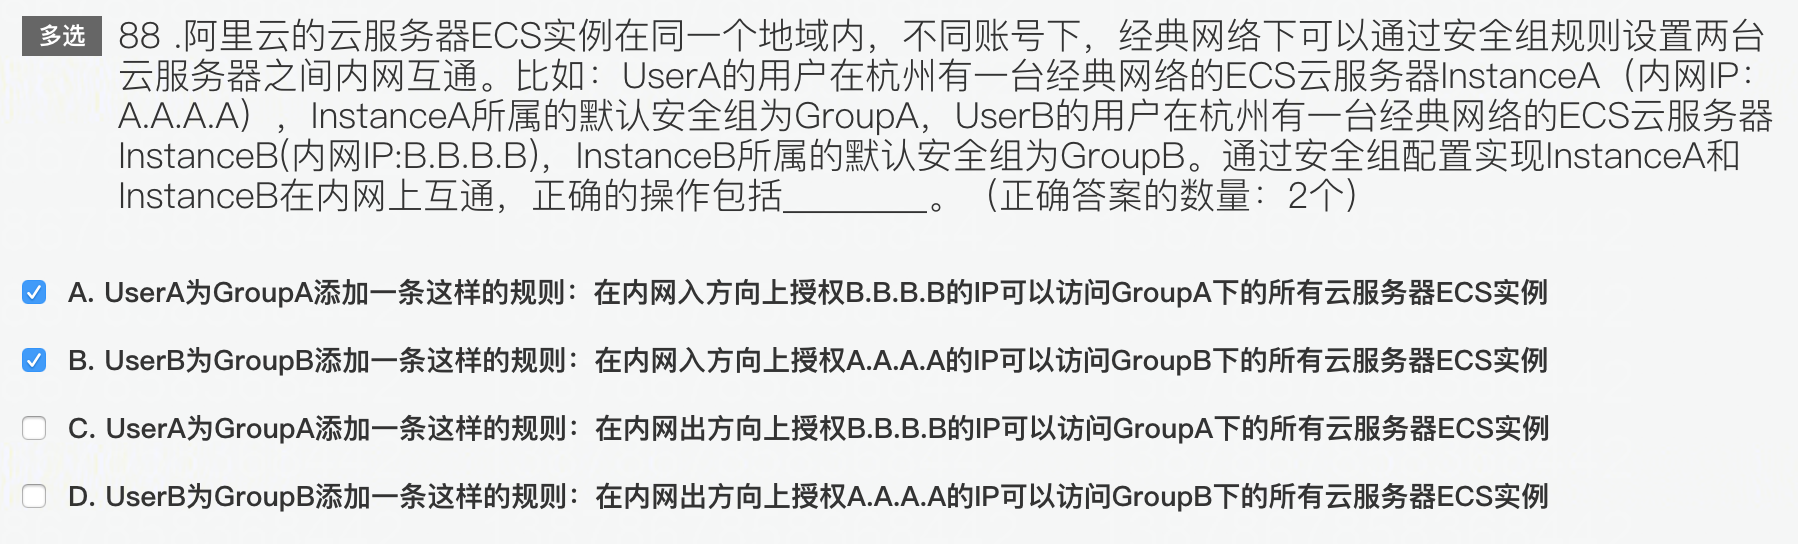 多选 88 .阿里云的云服务器ECS实例在同一个地域内，不同账号下，经典网络下可以通过安全组规则设置两台
云服务器之间内网互通。比如：UserA的用户在杭州有一台经典网络的ECS云服务器InstanceA（内网IP：
A.A.A.A），InstanceA所属的默认安全组为GroupA，UserB的用户在杭州有一台经典网络的ECS云服务器
InstanceB(内网IP:B.B.B.B)，InstanceB所属的默认安全组为GroupB。通过安全组配置实现InstanceA和
InstanceB在内网上互通，正确的操作包括________。（正确答案的数量：2个）
A. UserA为GroupA添加一条这样的规则：在内网入方向上授权B.B.B.B的IP可以访问GroupA下的所有云服务器ECS实例
B. UserB为GroupB添加一条这样的规则：在内网入方向上授权A.A.A.A的IP可以访问GroupB下的所有云服务器ECS实例
C. UserA为GroupA添加一条这样的规则：在内网出方向上授权B.B.B.B的IP可以访问GroupA下的所有云服务器ECS实例
D. UserB为GroupB添加一条这样的规则：在内网出方向上授权A.A.A.A的IP可以访问GroupB下的所有云服务器ECS实例